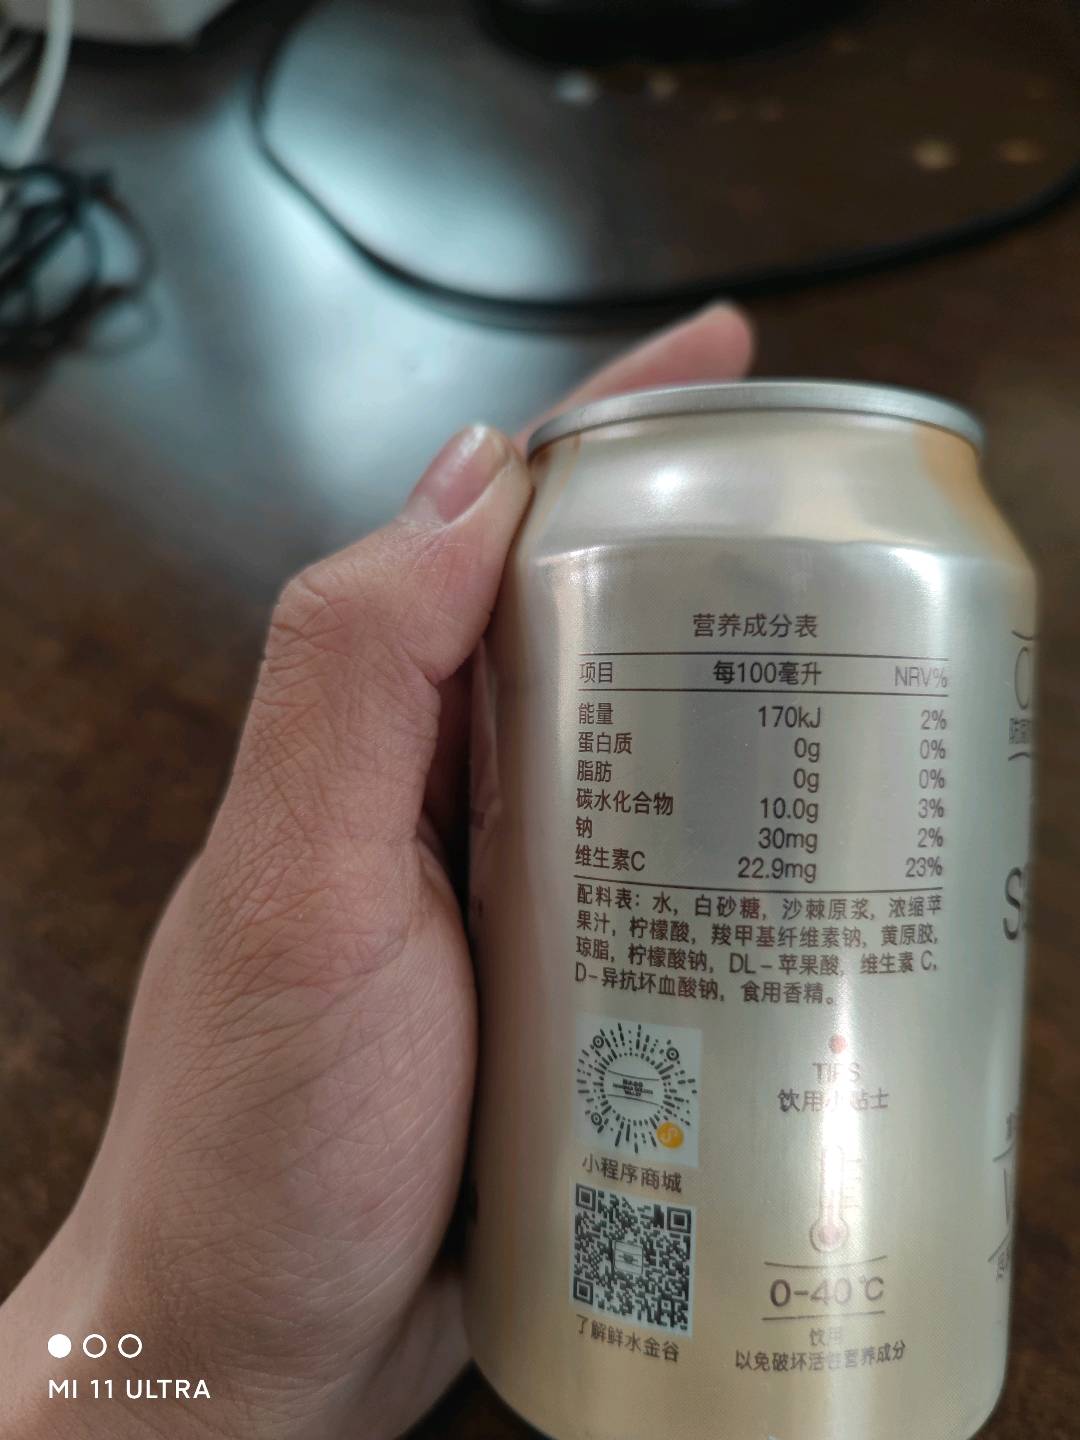 营养成分表
项目 每100毫升 NRV%
能量 170kJ 2%
蛋白质 0g 0%
脂肪 0g 0%
碳水化合物 10.0g 3%
钠 30mg 2%
维生素C 22.9mg 23%
配料表：水，白砂糖，沙棘原浆，浓缩苹
果汁，柠檬酸，羧甲基纤维素钠，黄原胶，
琼脂，柠檬酸钠，DL-苹果酸，维生素 C，
D-异抗坏血酸钠，食用香精。
小程序商城
了解鲜水金谷
TIPS
饮用小贴士
0-40℃
饮用
以免破坏活性营养成分
MI 11 ULTRA